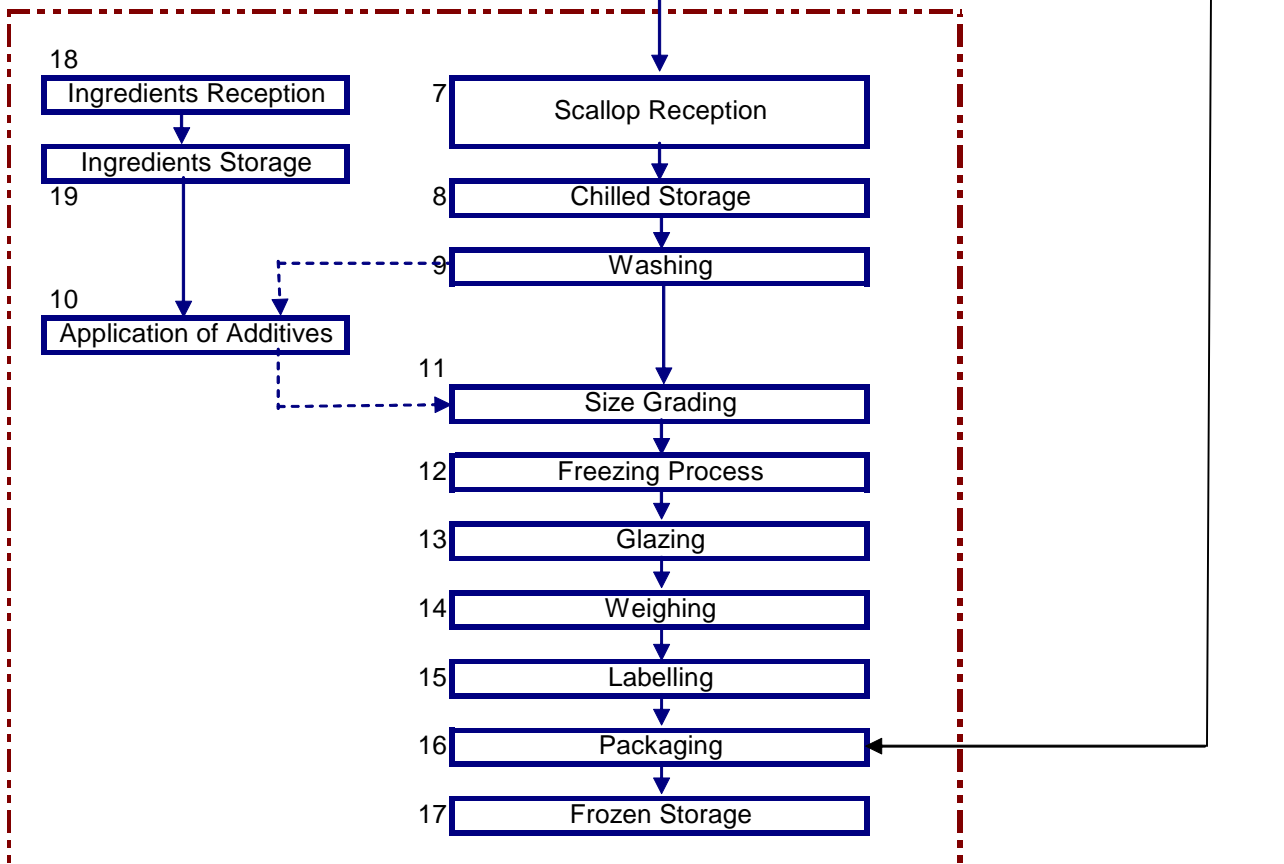 18
Ingredients Reception
Ingredients Storage
19
10
Application of Additives
7
Scallop Reception
8
Chilled Storage
9
Washing
11
Size Grading
12
Freezing Process
13
Glazing
14
Weighing
15
Labelling
16
Packaging
17
Frozen Storage